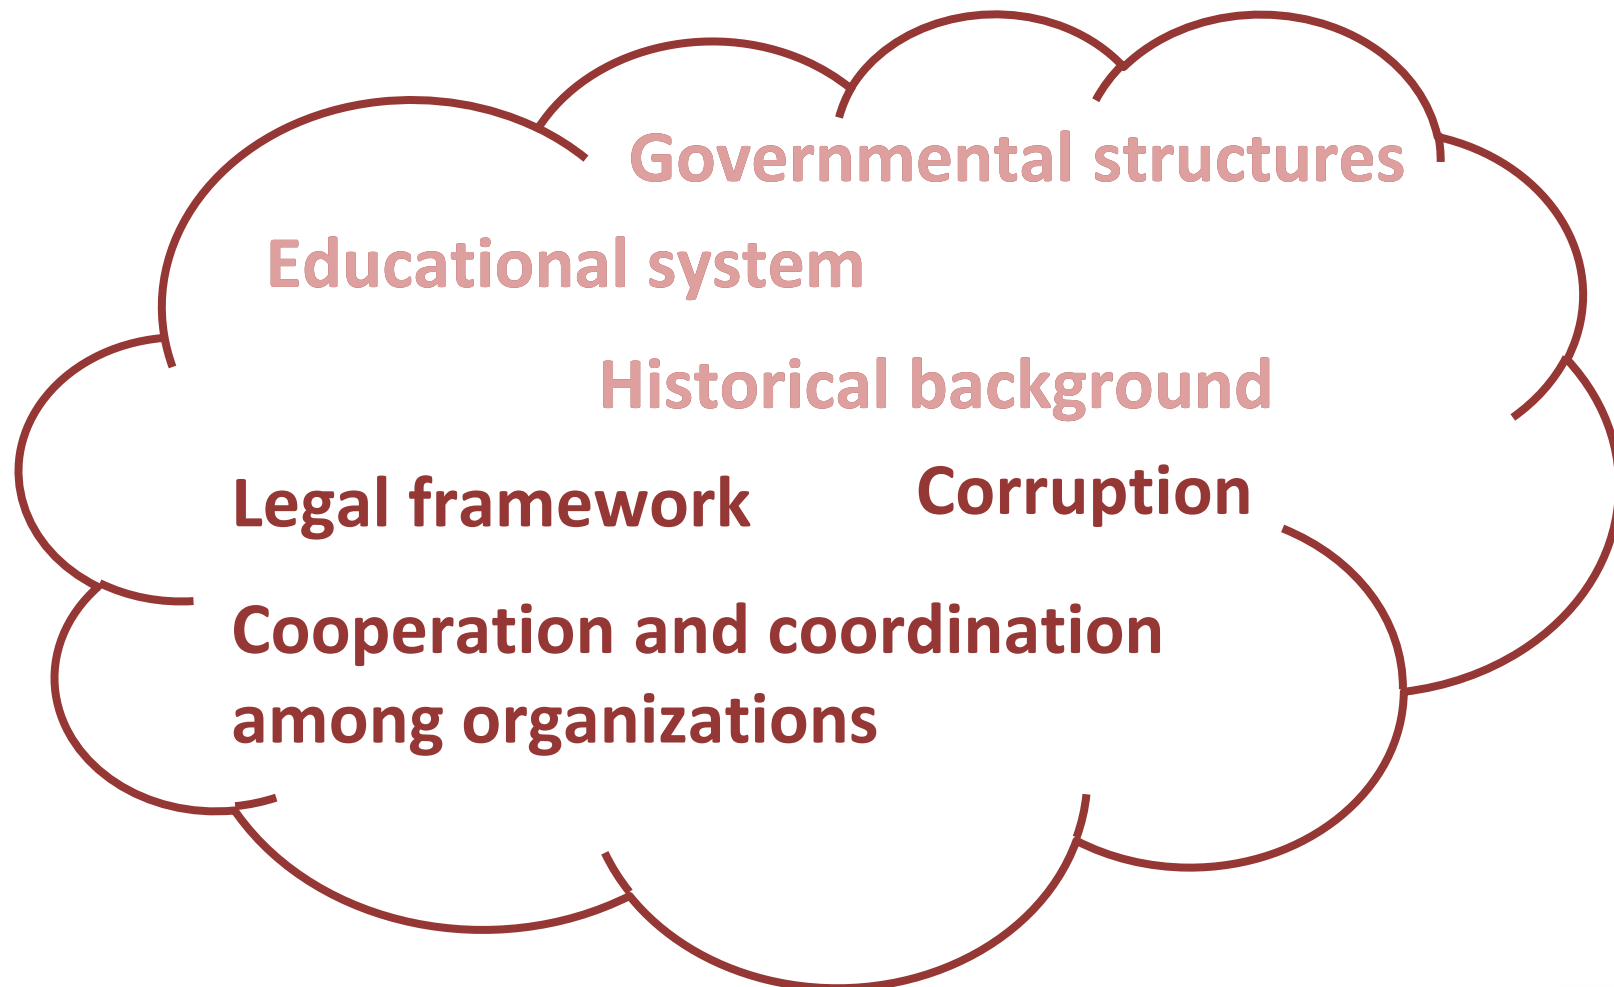 Governmental structures
Educational system
Historical background
Legal framework
Corruption
Cooperation and coordination
among organizations